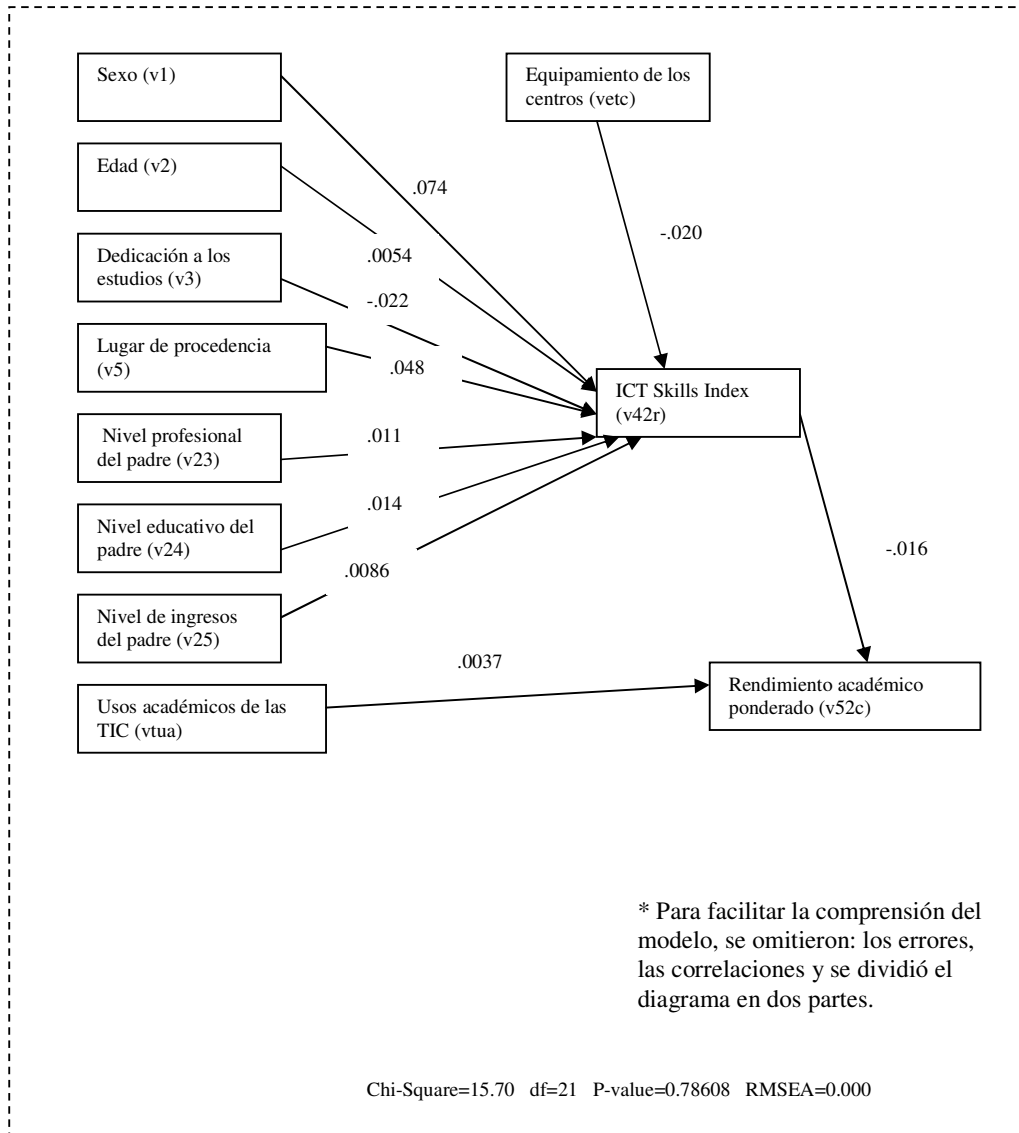 Sexo (v1)
Equipamiento de los
centros (vetc)
Edad (v2)
.074
-.020
Dedicación a los
estudios (v3)
.0054
-.022
Lugar de procedencia
(v5)
.048
ICT Skills Index
(v42r)
Nivel profesional
del padre (v23)
.011
Nivel educativo del
padre (v24)
.014
-.016
Nivel de ingresos
del padre (v25)
.0086
Usos académicos de las
TIC (vtua)
.0037
Rendimiento académico
ponderado (v52c)
* Para facilitar la comprensión del
modelo, se omitieron: los errores,
las correlaciones y se dividió el
diagrama en dos partes.
Chi-Square=15.70 df=21 P-value=0.78608 RMSEA=0.000